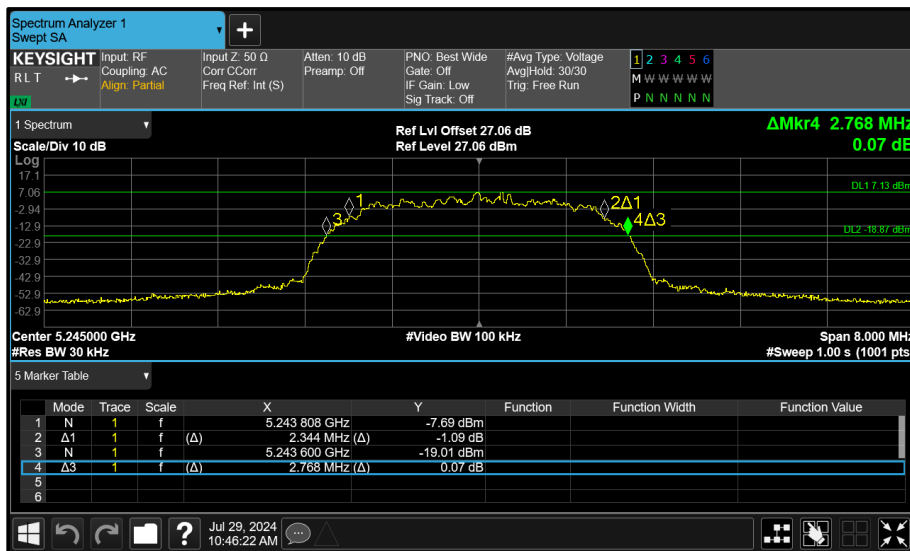 Spectrum Analyzer 1
Swept SA
KEYSIGHT Input: RF Input Z: 50 Ω Atten: 10 dB PNO: Best Wide #Avg Type: Voltage 1 2 3 4 5 6
R L T Coupling: AC Corr CCorr Preamp: Off Gate: Off Avg|Hold: 30/30 M W W W W W
Align: Partial Freq Ref: Int (S) IF Gain: Low Trig: Free Run
LXI Sig Track: Off P N N N N N
1 Spectrum Ref Lvl Offset 27.06 dB ΔMkr4 2.768 MHz
Scale/Div 10 dB Ref Level 27.06 dBm 0.07 dB
Log
17.1
7.06 DL1 7.13 dBm
-2.94 1 2Δ1
-12.9 3 4Δ3 DL2 -18.87 dBm
-22.9
-32.9
-42.9
-52.9
-62.9
Center 5.245000 GHz #Video BW 100 kHz Span 8.000 MHz
#Res BW 30 kHz #Sweep 1.00 s (1001 pts
5 Marker Table
Mode Trace Scale X Y Function Function Width Function Value
1 N 1 f 5.243 808 GHz -7.69 dBm
2 Δ1 1 f (Δ) 2.344 MHz (Δ) -1.09 dB
3 N 1 f 5.243 600 GHz -19.01 dBm
4 Δ3 1 f (Δ) 2.768 MHz (Δ) 0.07 dB
5
6
? Jul 29, 2024
10:46:22 AM